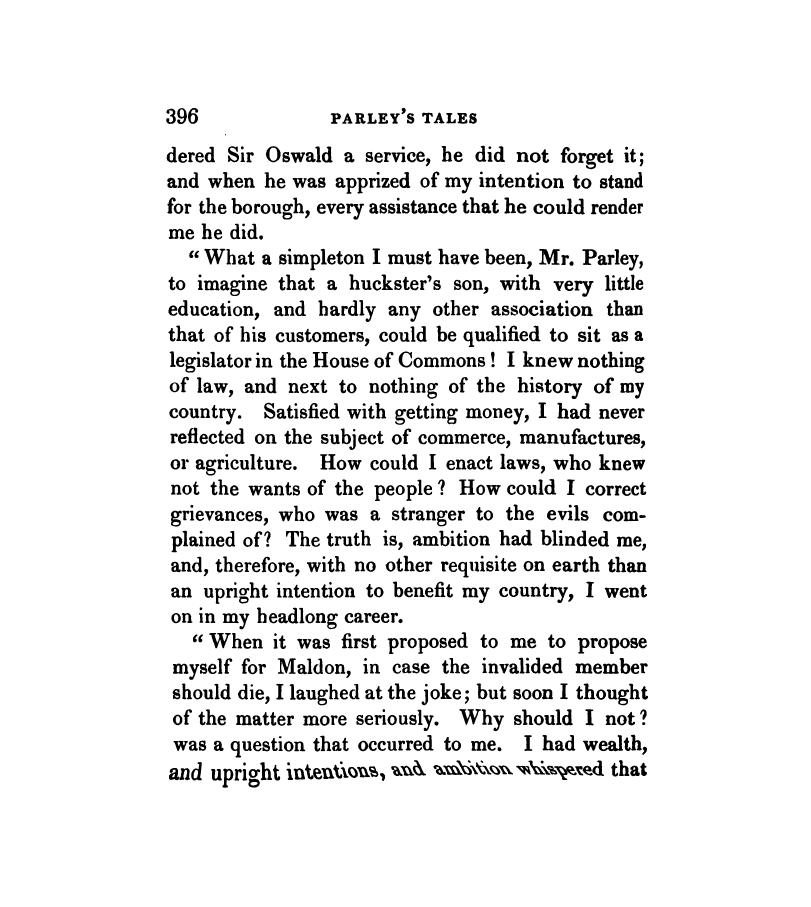 396 PARLEY'S TALES
dered Sir Oswald a service, he did not forget it;
and when he was apprized of my intention to stand
for the borough, every assistance that he could render
me he did.
“ What a simpleton I must have been, Mr. Parley,
to imagine that a huckster's son, with very little
education, and hardly any other association than
that of his customers, could be qualified to sit as a
legislator in the House of Commons ! I knew nothing
of law, and next to nothing of the history of my
country. Satisfied with getting money, I had never
reflected on the subject of commerce, manufactures,
or agriculture. How could I enact laws, who knew
not the wants of the people ? How could I correct
grievances, who was a stranger to the evils com-
plained of? The truth is, ambition had blinded me,
and, therefore, with no other requisite on earth than
an upright intention to benefit my country, I went
on in my headlong career.
“ When it was first proposed to me to propose
myself for Maldon, in case the invalided member
should die, I laughed at the joke; but soon I thought
of the matter more seriously. Why should I not ?
was a question that occurred to me. I had wealth,
and upright intentions, and ambition whispered that